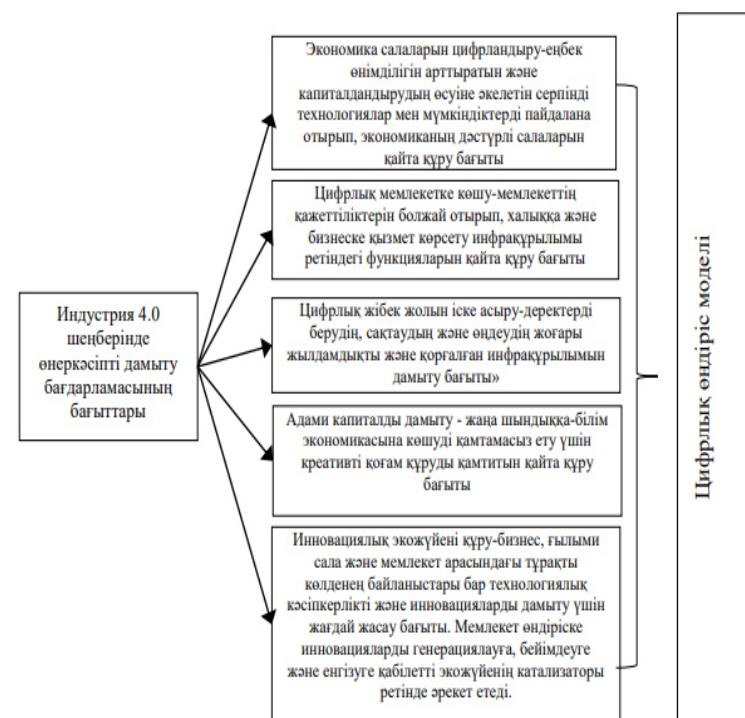 Экономика салаларын цифрландыру-еңбек
өнімділігін арттыратын және
капиталдандырудың өсуіне әкелетін серпінді
технологиялар мен мүмкіндіктерді пайдалана
отырып, экономиканың дәстүрлі салаларын
қайта құру бағыты
Цифрлық мемлекетке көшу-мемлекеттің
қажеттіліктерін болжай отырып, халыққа және
бизнеске қызмет көрсету инфрақұрылымы
ретіндегі функцияларын қайта құру бағыты
Индустрия 4.0
шеңберінде
өнеркәсіпті дамыту
бағдарламасының
бағыттары
Цифрлық жібек жолын іске асыру-деректерді
берудің, сақтаудың және өңдеудің жоғары
жылдамдықты және қорғалған инфрақұрылымын
дамыту бағыты»
Адами капиталды дамыту - жаңа шындыққа-білім
экономикасына көшуді қамтамасыз ету үшін
креативті қоғам құруды қамтитын қайта құру
бағыты
Инновациялық экожүйені құру-бизнес, ғылыми
сала және мемлекет арасындағы тұрақты
көлденең байланыстары бар технологиялық
кәсіпкерлікті және инновацияларды дамыту үшін
жағдай жасау бағыты. Мемлекет өндіріске
инновацияларды генерациялауға, бейімдеуге
және енгізуге қабілетті экожүйенің катализаторы
ретінде әрекет етеді.
Цифрлық өндіріс моделі